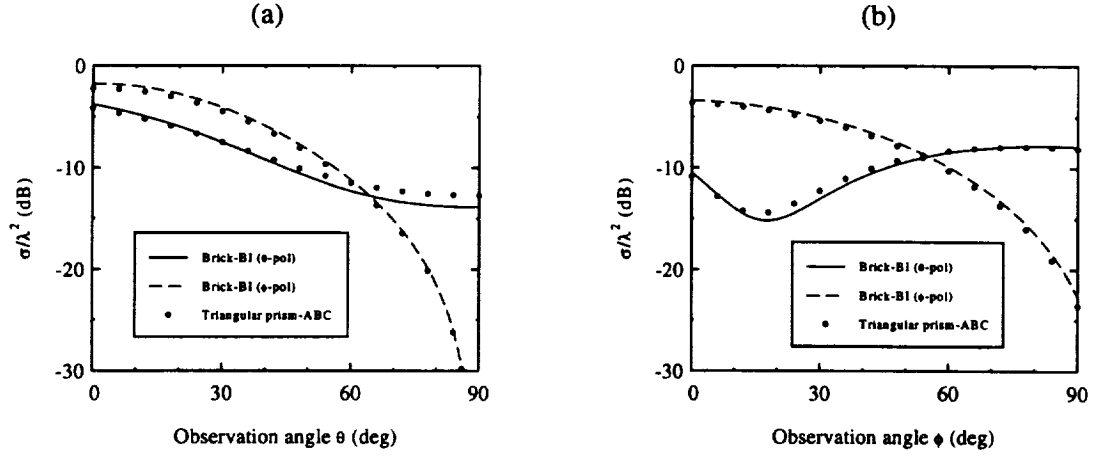 (a)
0
-10
-20
-30
σ/λ² (dB)
Brick-BI (θ-pol)
Brick-BI (ϕ-pol)
Triangular prism-ABC
0
30
60
90
Observation angle θ (deg)
(b)
0
-10
-20
-30
σ/λ² (dB)
Brick-BI (θ-pol)
Brick-BI (ϕ-pol)
Triangular prism-ABC
0
30
60
90
Observation angle ϕ (deg)